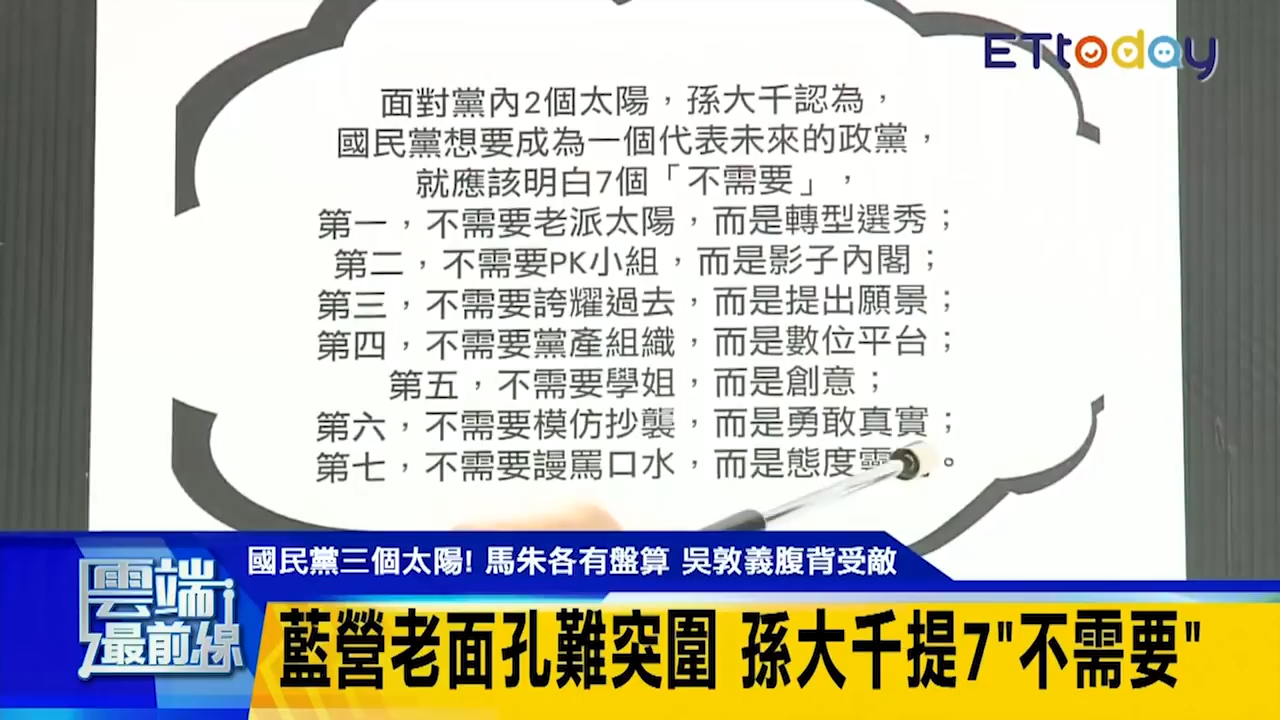 ETtoday
面對黨內2個太陽，孫大千認為，
國民黨想要成為一個代表未來的政黨，
就應該明白7個「不需要」，
第一，不需要老派太陽，而是轉型選秀；
第二，不需要PK小組，而是影子內閣；
第三，不需要誇耀過去，而是提出願景；
第四，不需要黨產組織，而是數位平台；
第五，不需要學姐，而是創意；
第六，不需要模仿抄襲，而是勇敢真實；
第七，不需要謾罵口水，而是態度。
國民黨三個太陽! 馬朱各有盤算 吳敦義腹背受敵
雲端最前線
藍營老面孔難突圍 孫大千提7"不需要"